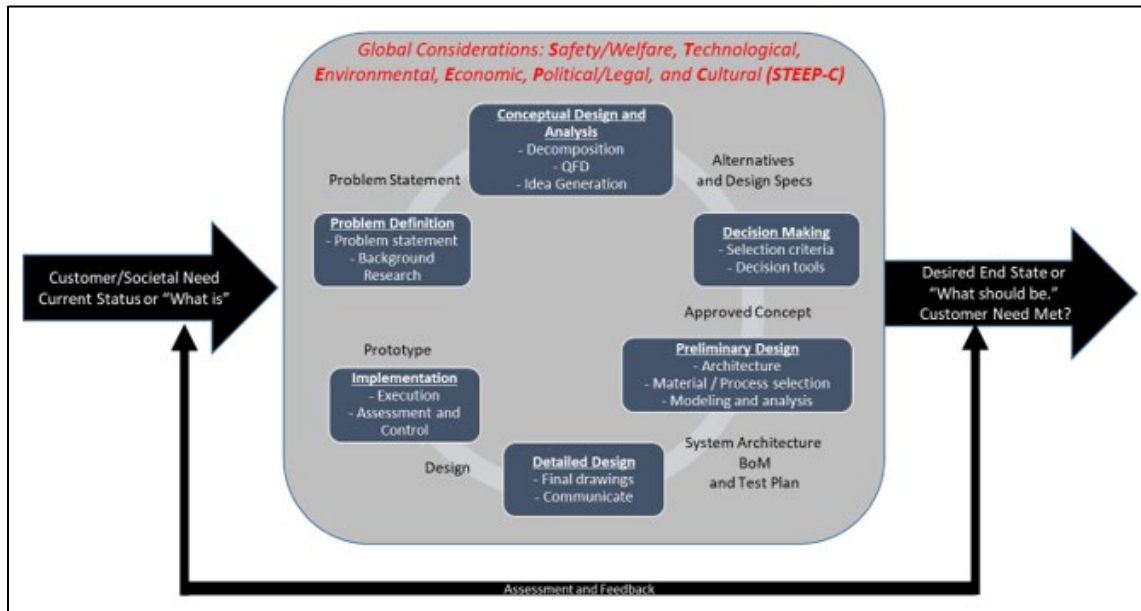 Global Considerations: Safety/Welfare, Technological,
Environmental, Economic, Political/Legal, and Cultural (STEEP-C)
Conceptual Design and
Analysis
- Decomposition
- QFD
- Idea Generation
Problem Statement
Alternatives
and Design Specs
Problem Definition
- Problem statement
- Background
Research
Decision Making
- Selection criteria
- Decision tools
Customer/Societal Need
Current Status or “What is”
Desired End State or
“What should be.”
Customer Need Met?
Approved Concept
Prototype
Preliminary Design
- Architecture
- Material / Process selection
- Modeling and analysis
Implementation
- Execution
- Assessment and
Control
System Architecture
BoM
and Test Plan
Design
Detailed Design
- Final drawings
- Communicate
Assessment and Feedback